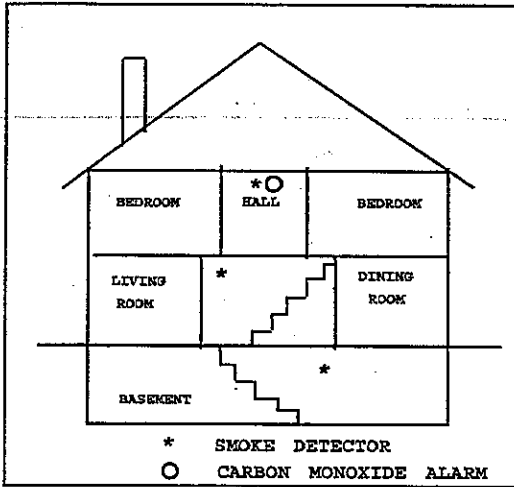 * O
BEDROOM HALL BEDROOM
*
LIVING ROOM
DINING ROOM
*
BASEMENT
* SMOKE DETECTOR
O CARBON MONOXIDE ALARM